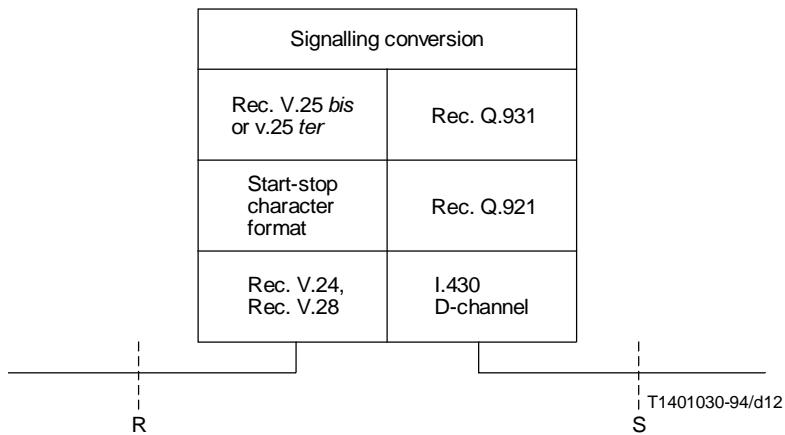 Signalling conversion
Rec. V.25 bis
or v.25 ter
Rec. Q.931
Start-stop
character
format
Rec. Q.921
Rec. V.24,
Rec. V.28
I.430
D-channel
T1401030-94/d12
R
S